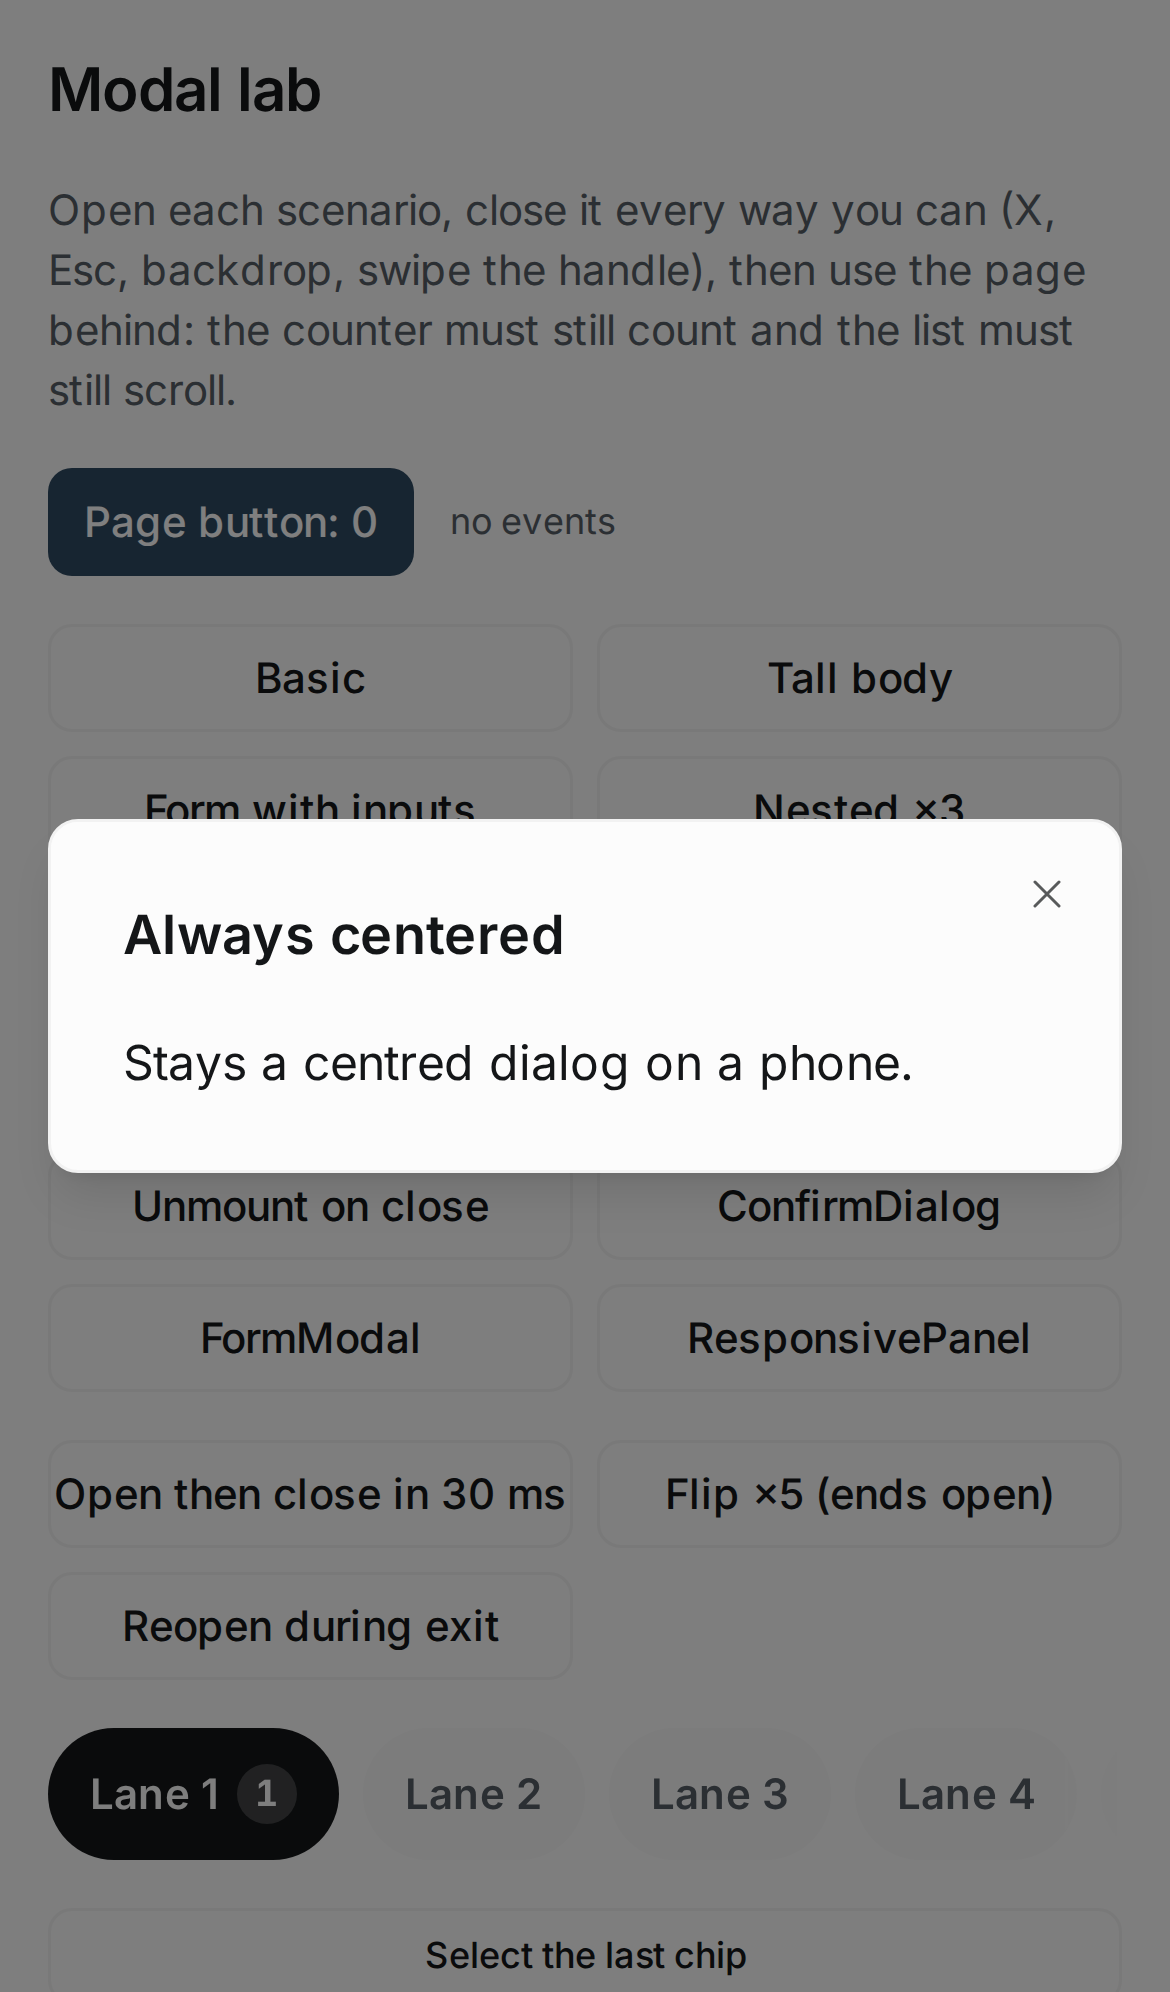 Modal lab
Open each scenario, close it every way you can (X,
Esc, backdrop, swipe the handle), then use the page
behind: the counter must still count and the list must
still scroll.
Page button: 0
no events
Basic
Tall body
Form with inputs
Nested ×3
Always centered
Stays a centred dialog on a phone.
Unmount on close
ConfirmDialog
FormModal
ResponsivePanel
Open then close in 30 ms
Flip ×5 (ends open)
Reopen during exit
Lane 1 1
Lane 2
Lane 3
Lane 4
Select the last chip